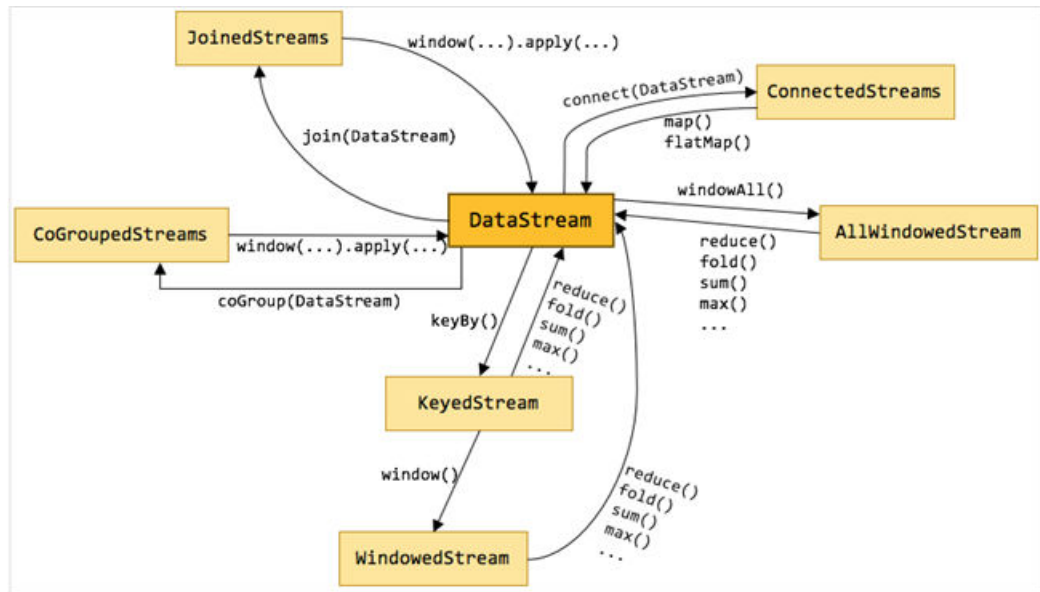 JoinedStreams
window(...).apply(...)
connect(DataStream)
ConnectedStreams
map()
flatMap()
join(DataStream)
windowAll()
DataStream
CoGroupedStreams
window(...).apply(...)
AllWindowedStream
reduce()
fold()
sum()
max()
...
coGroup(DataStream)
keyBy()
reduce()
fold()
sum()
max()
...
KeyedStream
window()
reduce()
fold()
sum()
max()
...
WindowedStream